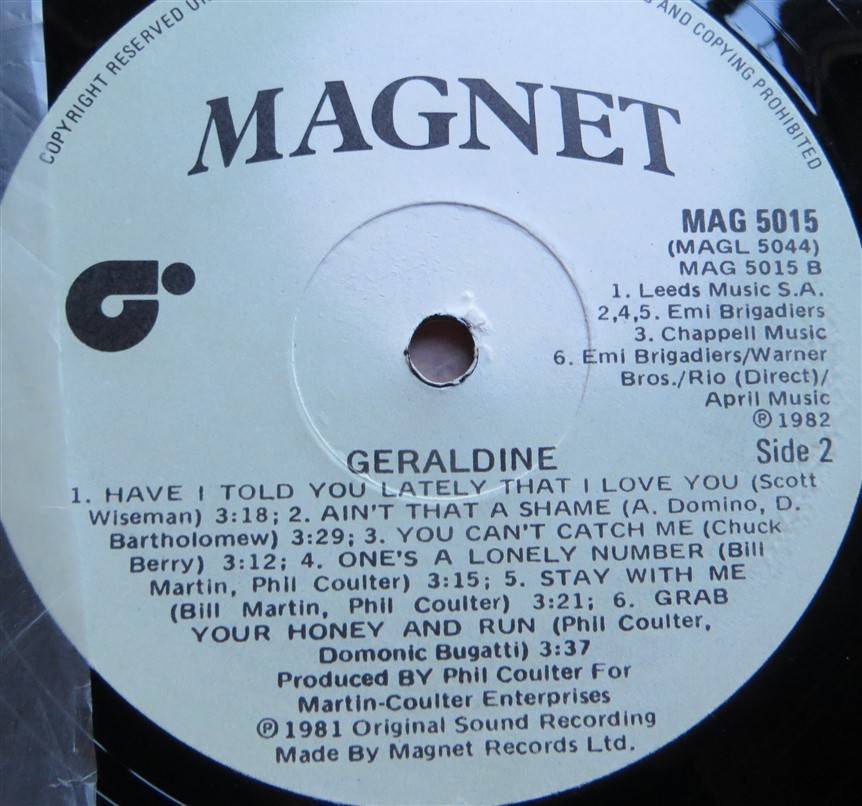 COPYRIGHT RESERVED
AND COPYING PROHIBITED
MAGNET
MAG 5015
(MAGL 5044)
MAG 5015 B
1. Leeds Music S.A.
2,4,5. Emi Brigadiers
3. Chappell Music
6. Emi Brigadiers/Warner
Bros./Rio (Direct)/
April Music
℗ 1982
Side 2
GERALDINE
1. HAVE I TOLD YOU LATELY THAT I LOVE YOU (Scott
Wiseman) 3:18; 2. AIN'T THAT A SHAME (A. Domino, D.
Bartholomew) 3:29; 3. YOU CAN'T CATCH ME (Chuck
Berry) 3:12; 4. ONE'S A LONELY NUMBER (Bill
Martin, Phil Coulter) 3:15; 5. STAY WITH ME
(Bill Martin, Phil Coulter) 3:21; 6. GRAB
YOUR HONEY AND RUN (Phil Coulter,
Domonic Bugatti) 3:37
Produced BY Phil Coulter For
Martin-Coulter Enterprises
℗ 1981 Original Sound Recording
Made By Magnet Records Ltd.